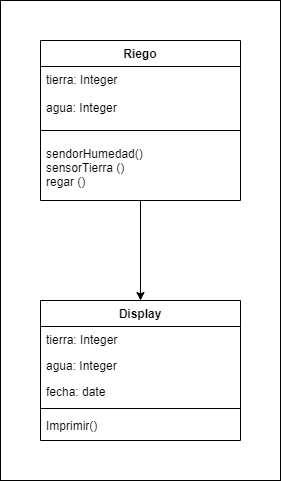 Riego
tierra: Integer
agua: Integer
sendorHumedad()
sensorTierra ()
regar ()
Display
tierra: Integer
agua: Integer
fecha: date
Imprimir()